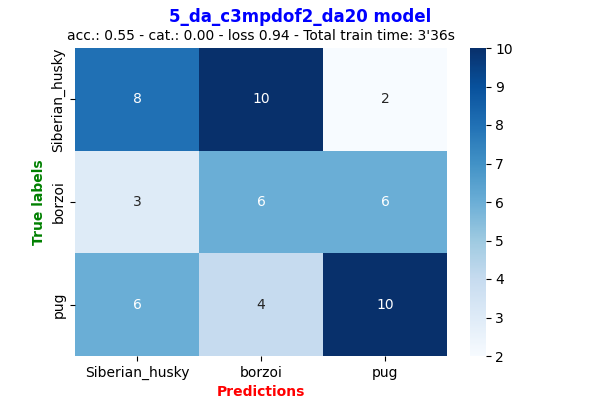 5_da_c3mpdof2_da20 model
acc.: 0.55 - cat.: 0.00 - loss 0.94 - Total train time: 3'36s
True labels
Siberian_husky
8 10 2
borzoi
3 6 6
pug
6 4 10
Siberian_husky borzoi pug
Predictions
10
9
8
7
6
5
4
3
2